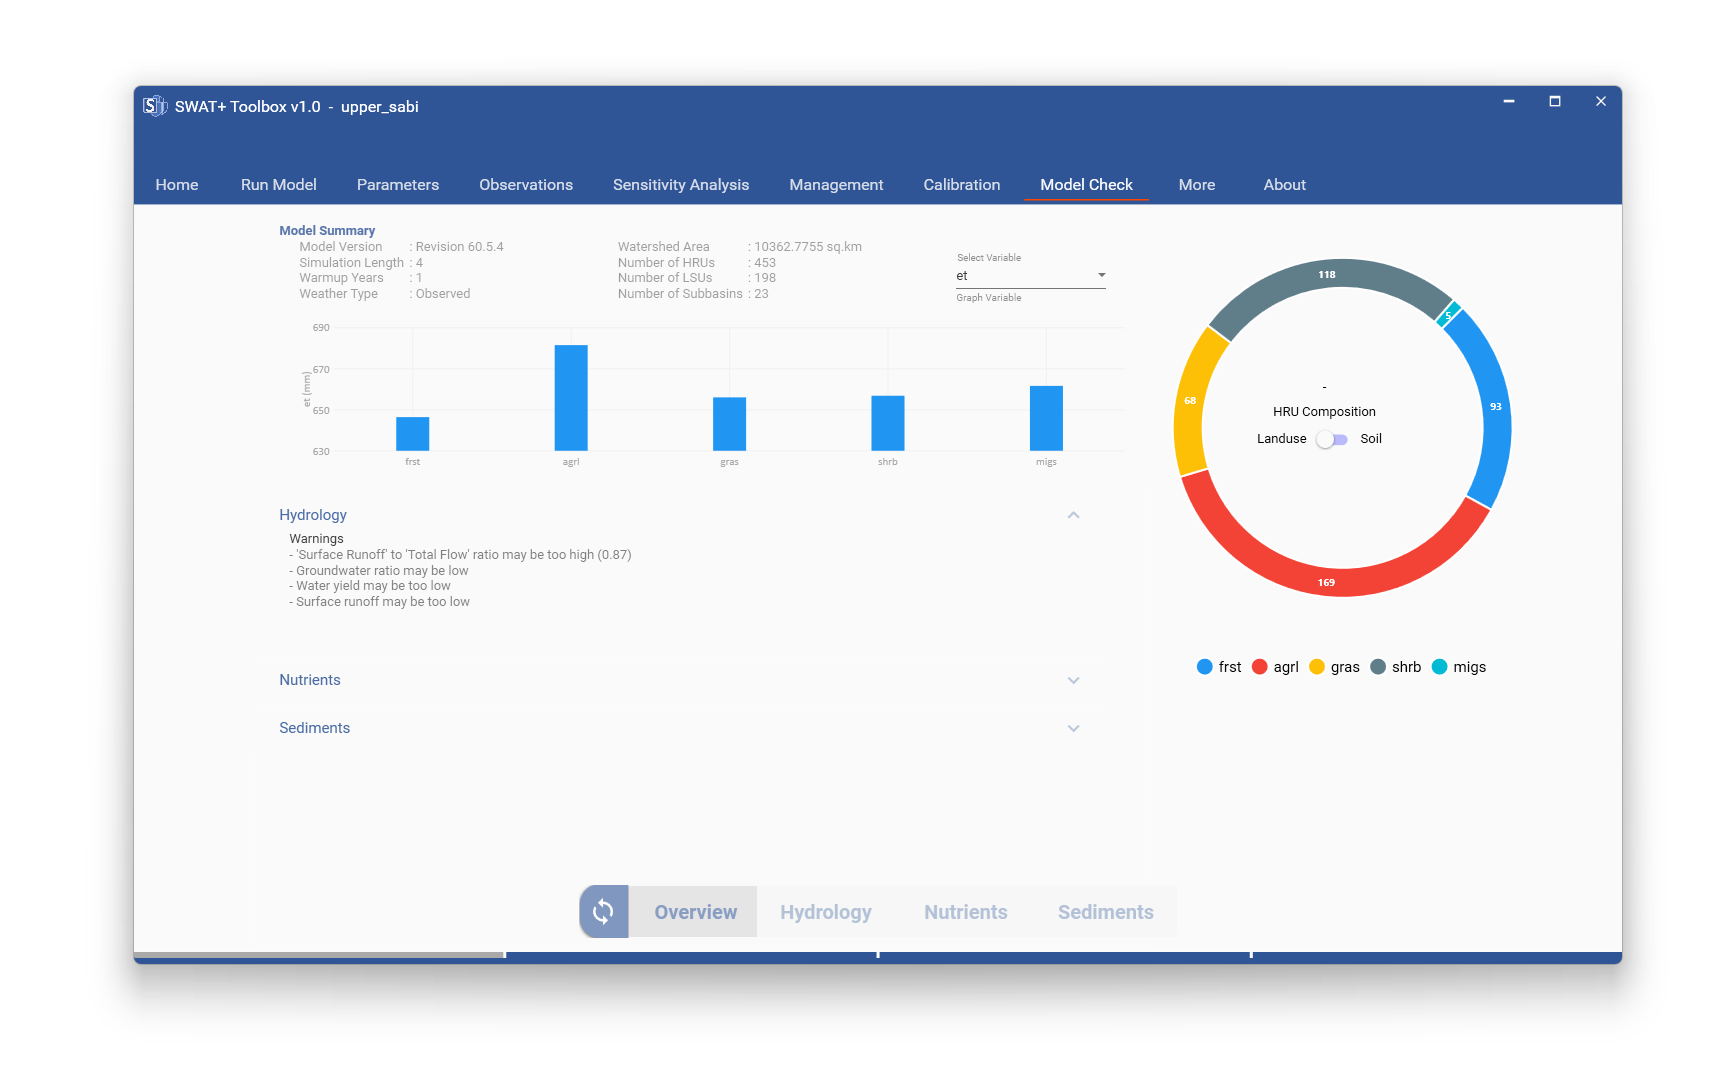 SWAT+ Toolbox v1.0 - upper_sabi
Home Run Model Parameters Observations Sensitivity Analysis Management Calibration Model Check More About
Model Summary
Model Version : Revision 60.5.4
Simulation Length : 4
Warmup Years : 1
Weather Type : Observed
Watershed Area : 10362.7755 sq.km
Number of HRUs : 453
Number of LSUs : 198
Number of Subbasins : 23
Select Variable
et
Graph Variable
690
670
650
630
et (mm)
frst agrl gras shrb migs
Hydrology
Warnings
- 'Surface Runoff' to 'Total Flow' ratio may be too high (0.87)
- Groundwater ratio may be low
- Water yield may be too low
- Surface runoff may be too low
Nutrients
Sediments
118
5
93
68
169
-
HRU Composition
Landuse Soil
frst agrl gras shrb migs
Overview Hydrology Nutrients Sediments